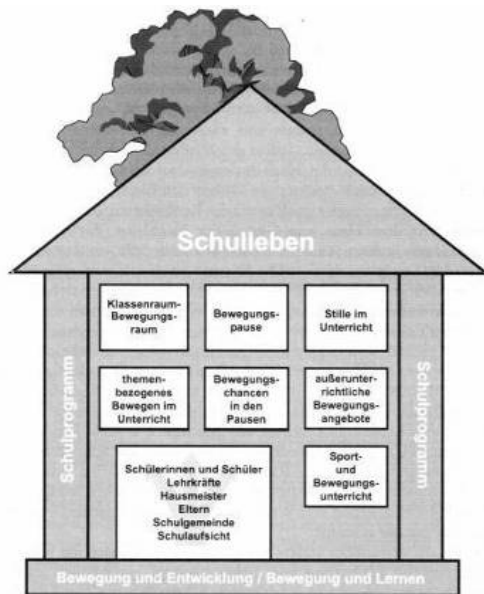 Schulleben
Schulprogramm
Klassenraum-
Bewegungs-
raum
Bewegungs-
pause
Stille im
Unterricht
themen-
bezogenes
Bewegen im
Unterricht
Bewegungs-
chancen
in den
Pausen
außerunter-
richtliche
Bewegungs-
angebote
Schülerinnen und Schüler
Lehrkräfte
Hausmeister
Eltern
Schulgemeinde
Schulaufsicht
Sport-
und
Bewegungs-
unterricht
Schulprogramm
Bewegung und Entwicklung / Bewegung und Lernen